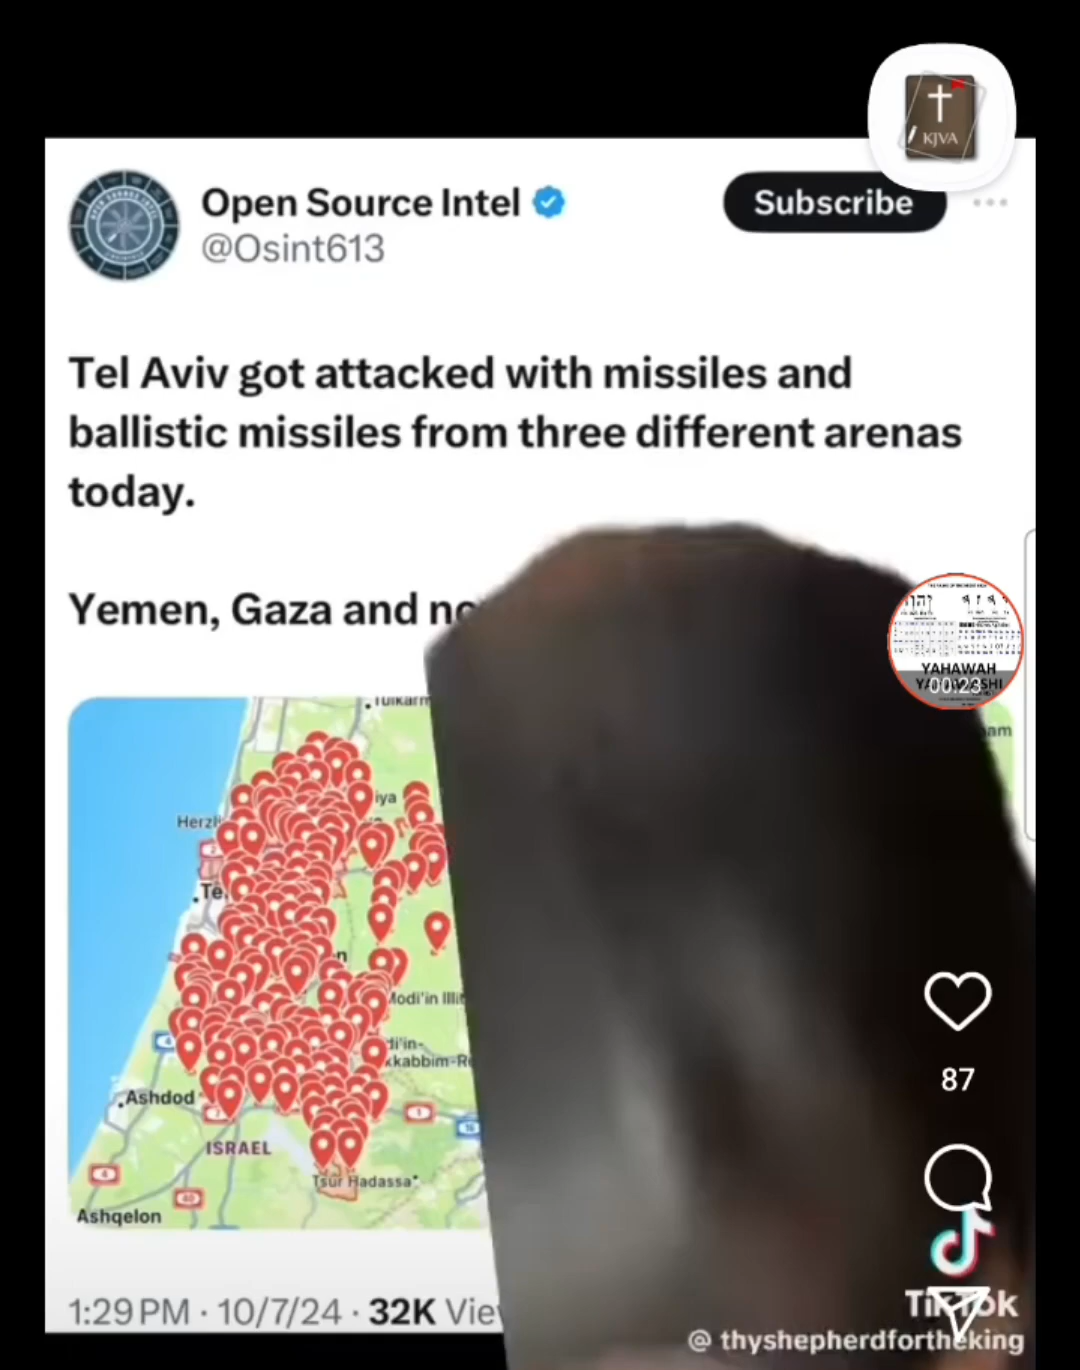 KJVA
Open Source Intel
Subscribe
@Osint613
Tel Aviv got attacked with missiles and
ballistic missiles from three different arenas
today.
Yemen, Gaza and
YAHAWAH
00:23
iya
Ashdod
ISRAEL
Tsur Hadassa
Ashqelon
1:29 PM · 10/7/24 · 32K
87
TikTok
@ thyshepherdfortheking